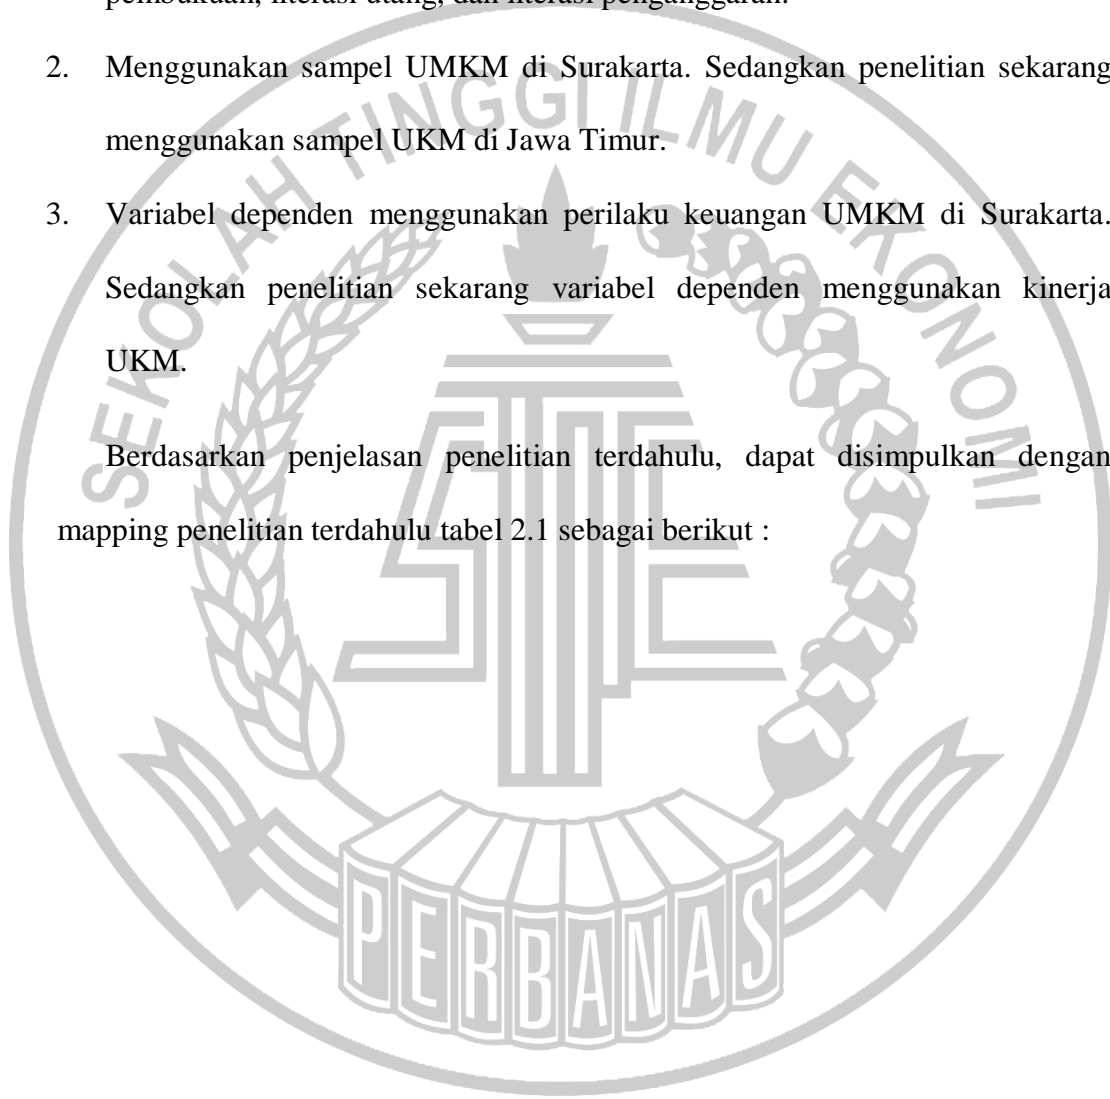 pembukuan, literasi utang, dan literasi penganggaran.
2. Menggunakan sampel UMKM di Surakarta. Sedangkan penelitian sekarang
menggunakan sampel UKM di Jawa Timur.
3. Variabel dependen menggunakan perilaku keuangan UMKM di Surakarta.
Sedangkan penelitian sekarang variabel dependen menggunakan kinerja
UKM.
Berdasarkan penjelasan penelitian terdahulu, dapat disimpulkan dengan
mapping penelitian terdahulu tabel 2.1 sebagai berikut :
SEKOLAH TINGGI ILMU EKONOMI
PERBANAS